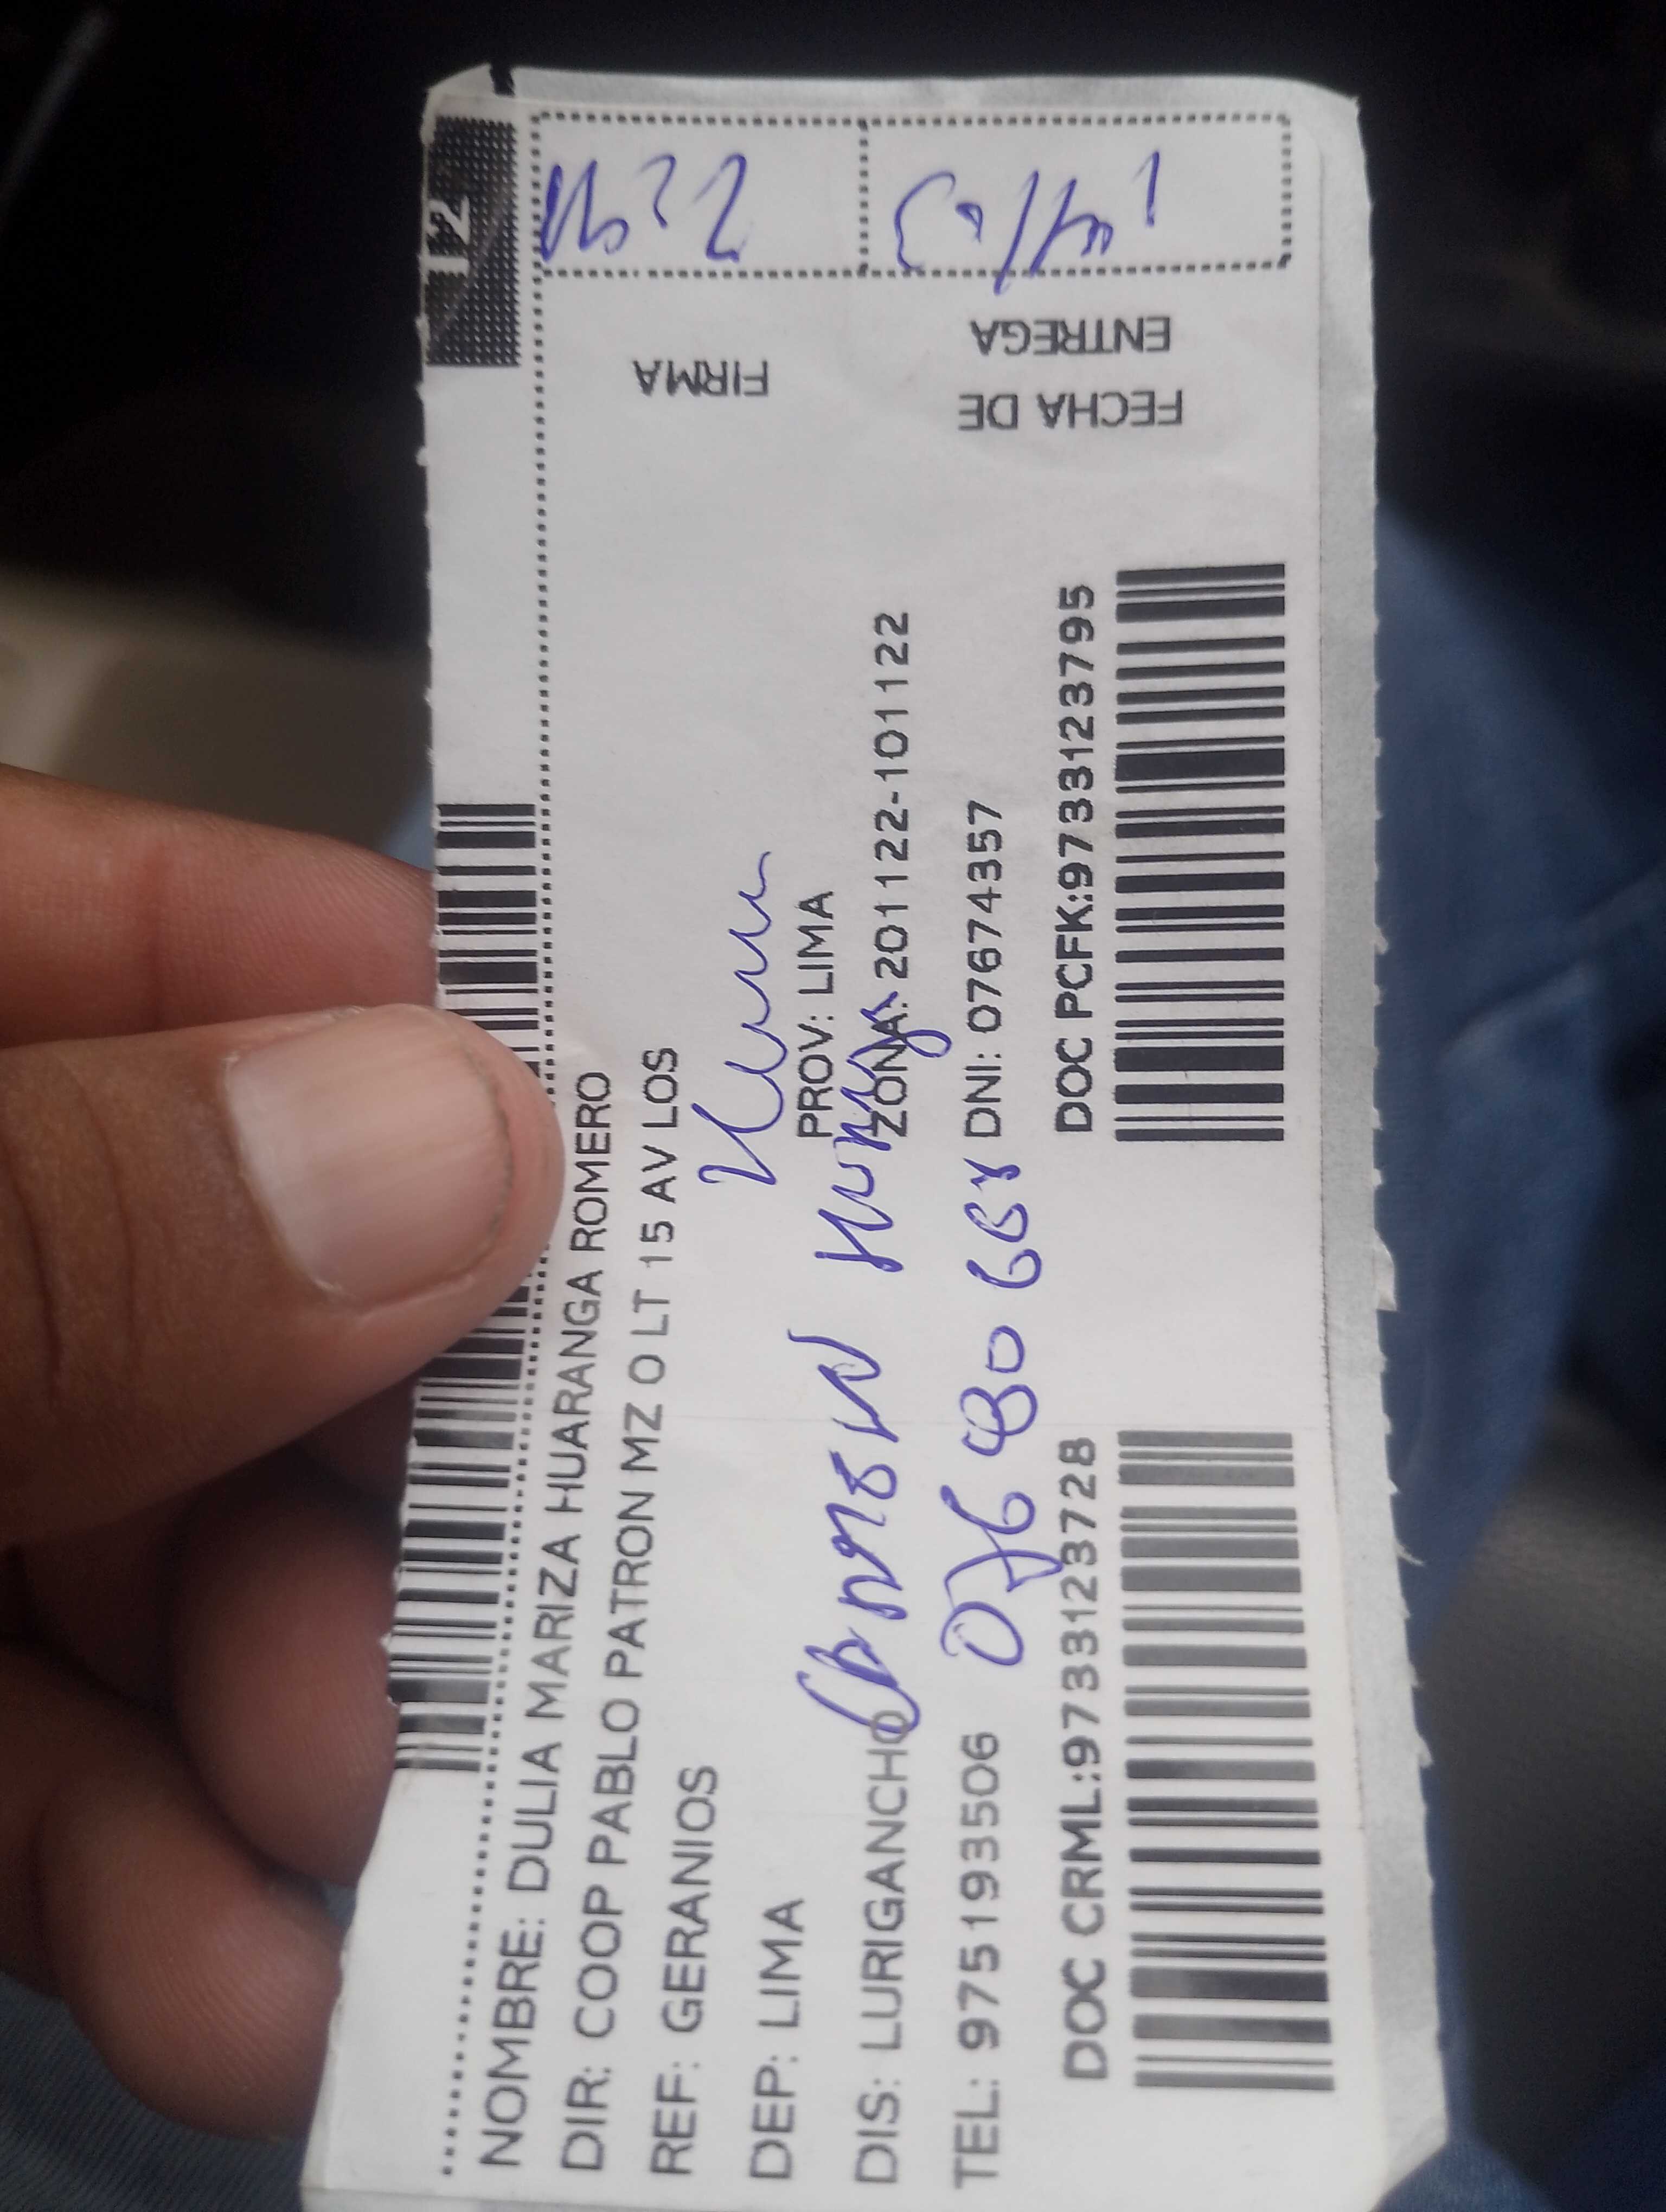 12
NOMBRE: DULIA MARIZA HUARANGA ROMERO
DIR: COOP PABLO PATRON MZ O LT 15 AV LOS
REF: GERANIOS
DEP: LIMA PROV: LIMA
DIS: LURIGANCHO ZONA: 201122-101122
TEL: 975193506 DNI: 07674357
DOC CRML:9733123728 DOC PCFK:9733123795
FIRMA
FECHA DE
ENTREGA